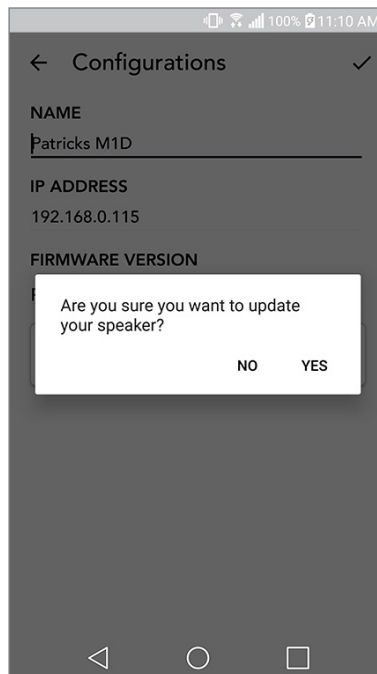 100% 11:10 AM
Configurations
NAME
Patricks M1D
IP ADDRESS
192.168.0.115
FIRMWARE VERSION
Are you sure you want to update
your speaker?
NO YES